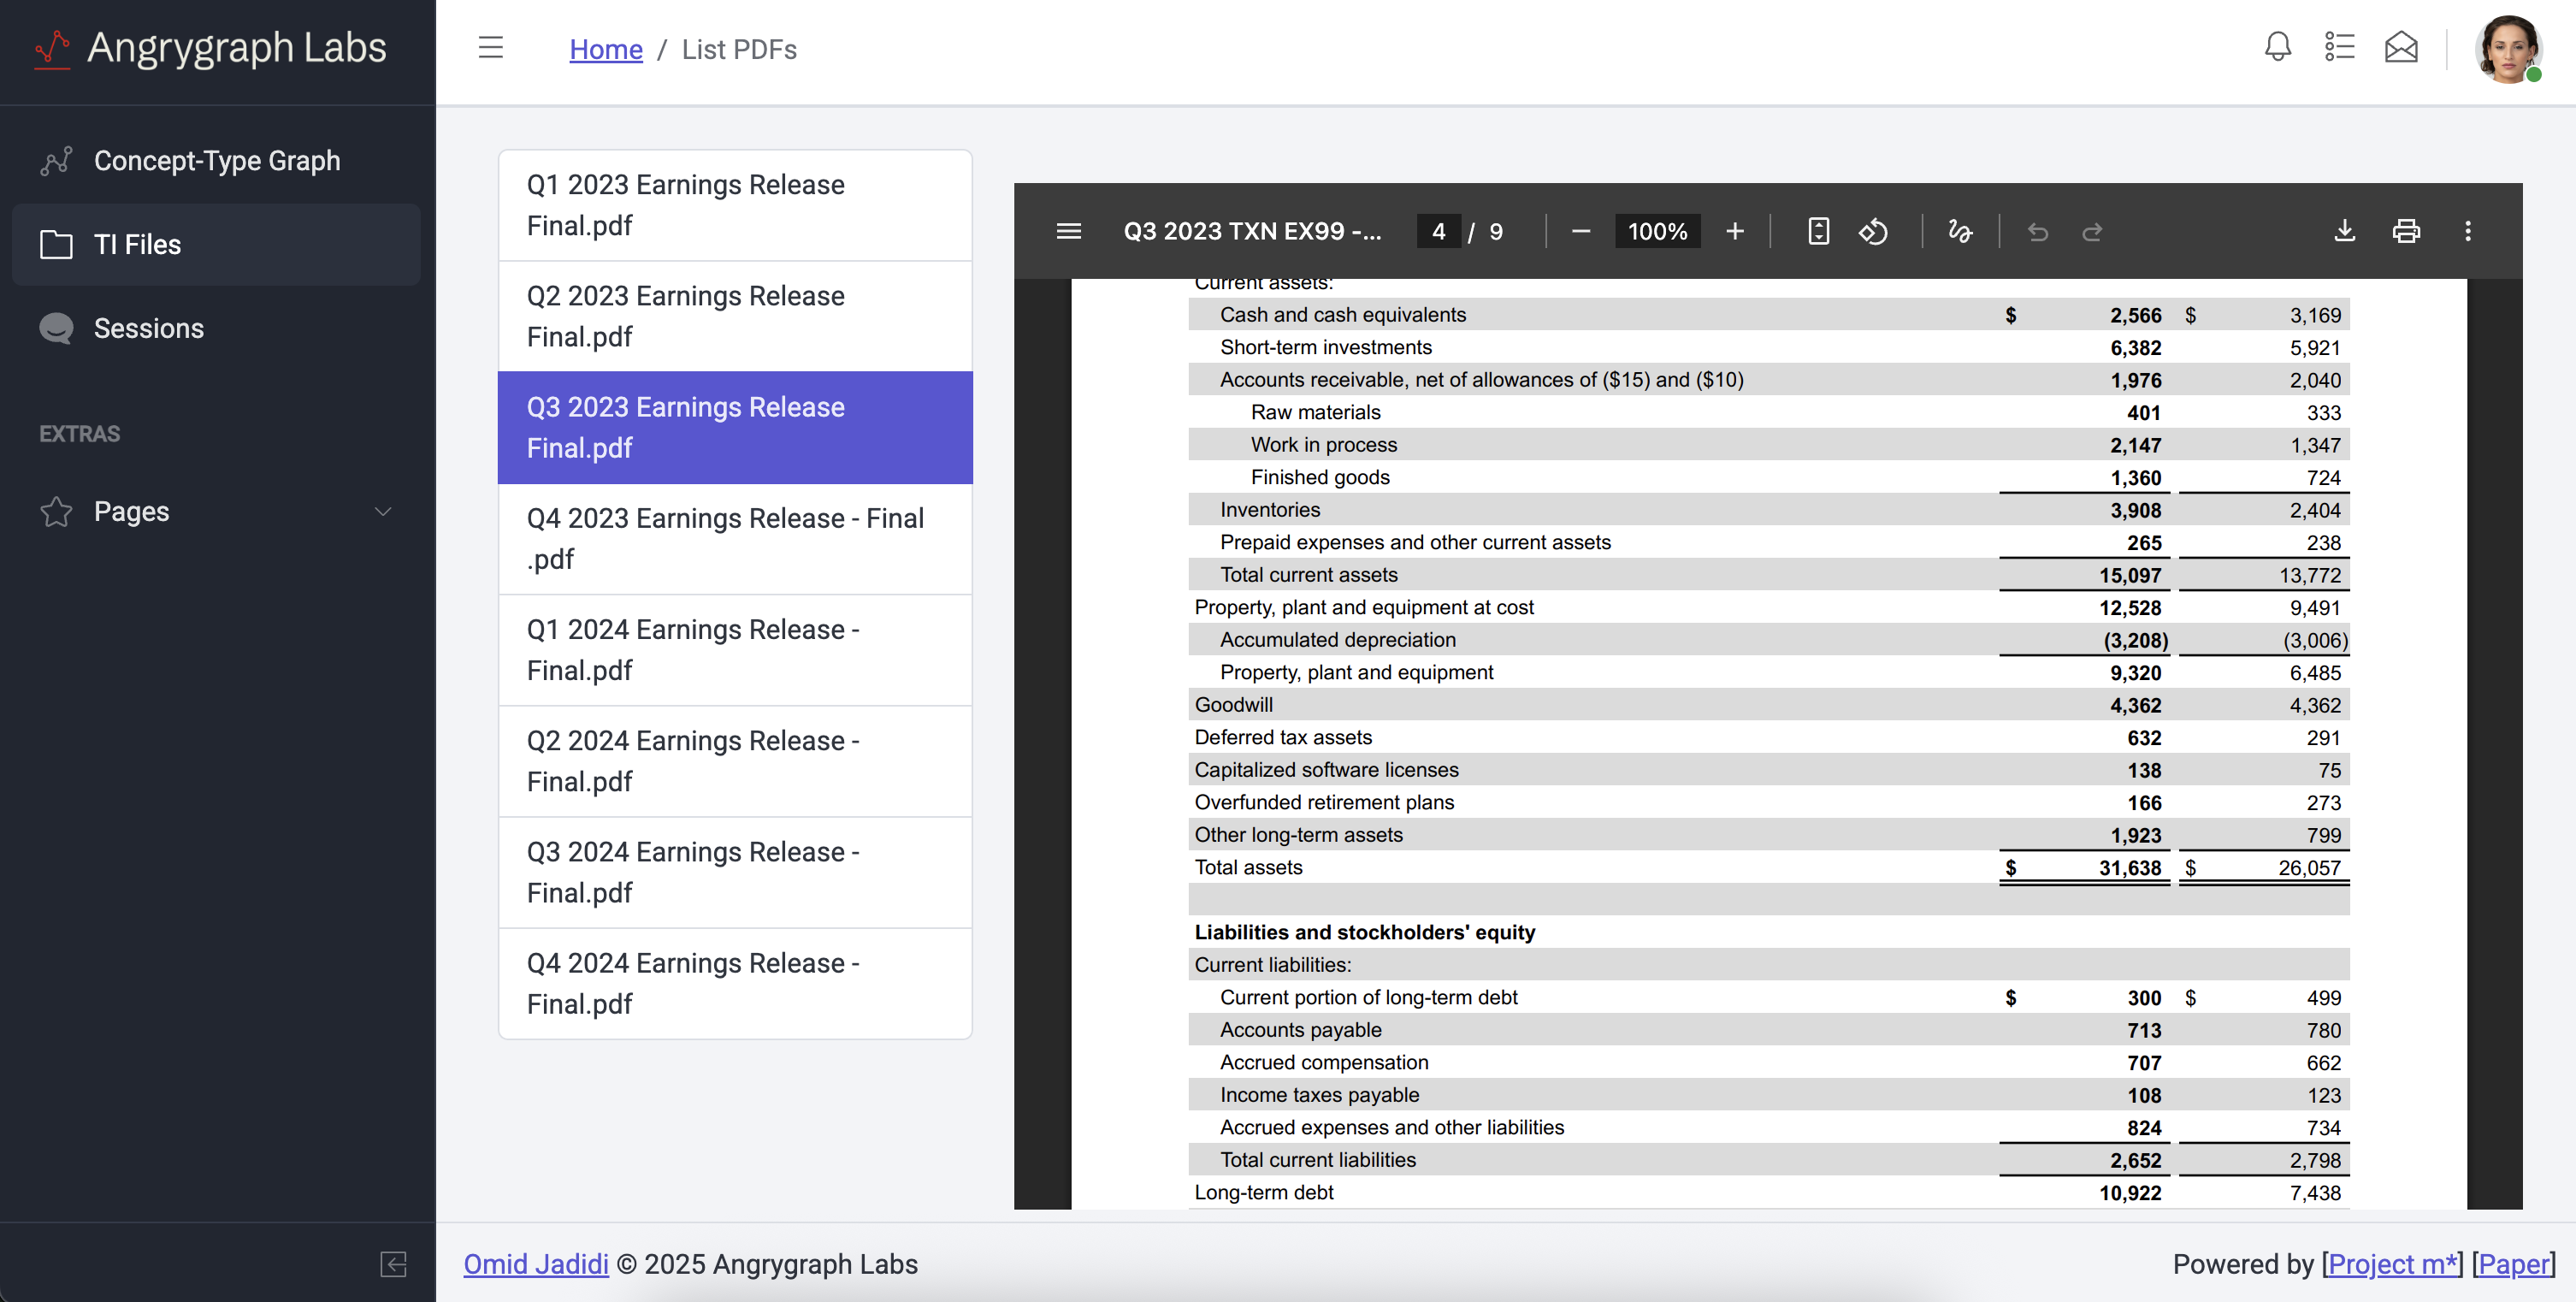 Angrygraph Labs
Concept-Type Graph
TI Files
Sessions
EXTRAS
Pages
Home / List PDFs
Q1 2023 Earnings Release
Final.pdf
Q2 2023 Earnings Release
Final.pdf
Q3 2023 Earnings Release
Final.pdf
Q4 2023 Earnings Release - Final
.pdf
Q1 2024 Earnings Release -
Final.pdf
Q2 2024 Earnings Release -
Final.pdf
Q3 2024 Earnings Release -
Final.pdf
Q4 2024 Earnings Release -
Final.pdf
Q3 2023 TXN EX99 -... 4 / 9 100%
Current assets:
Cash and cash equivalents $ 2,566 $ 3,169
Short-term investments 6,382 5,921
Accounts receivable, net of allowances of ($15) and ($10) 1,976 2,040
Raw materials 401 333
Work in process 2,147 1,347
Finished goods 1,360 724
Inventories 3,908 2,404
Prepaid expenses and other current assets 265 238
Total current assets 15,097 13,772
Property, plant and equipment at cost 12,528 9,491
Accumulated depreciation (3,208) (3,006)
Property, plant and equipment 9,320 6,485
Goodwill 4,362 4,362
Deferred tax assets 632 291
Capitalized software licenses 138 75
Overfunded retirement plans 166 273
Other long-term assets 1,923 799
Total assets $ 31,638 $ 26,057
Liabilities and stockholders' equity
Current liabilities:
Current portion of long-term debt $ 300 $ 499
Accounts payable 713 780
Accrued compensation 707 662
Income taxes payable 108 123
Accrued expenses and other liabilities 824 734
Total current liabilities 2,652 2,798
Long-term debt 10,922 7,438
Omid Jadidi © 2025 Angrygraph Labs
Powered by [Project m*] [Paper]